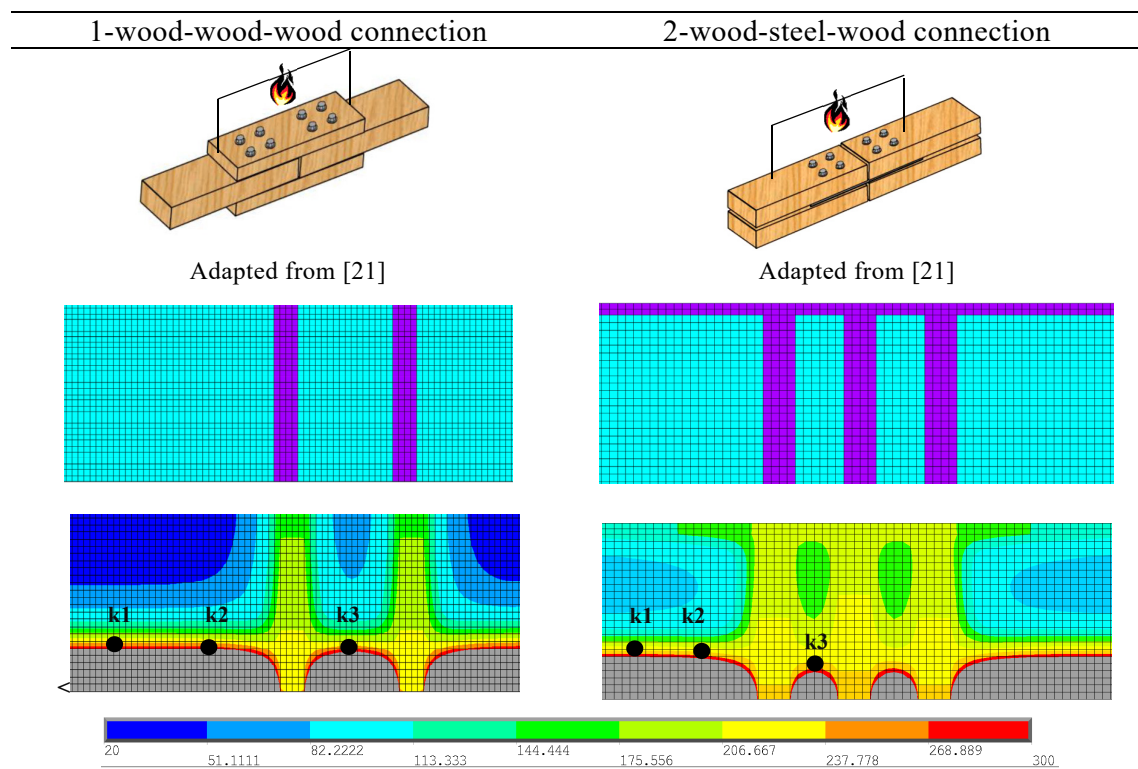 1-wood-wood-wood connection
2-wood-steel-wood connection
Adapted from [21]
Adapted from [21]
k1
k2
k3
k1
k2
k3
<
20
51.1111
82.2222
113.333
144.444
175.556
206.667
237.778
268.889
300